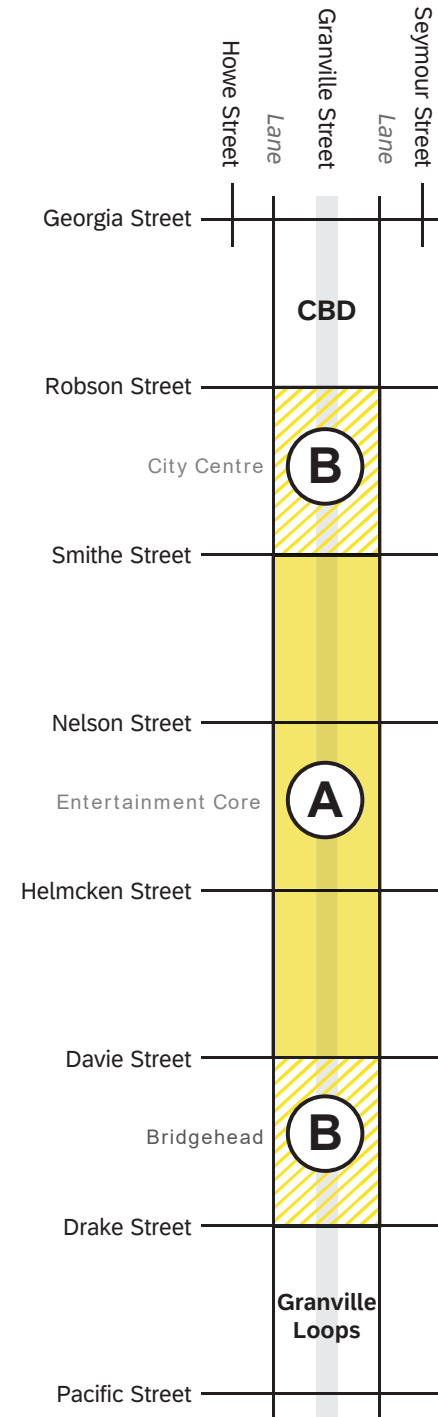 Howe Street
Lane
Granville Street
Lane
Seymour Street
Georgia Street
CBD
Robson Street
City Centre
B
Smithe Street
Nelson Street
Entertainment Core
A
Helmcken Street
Davie Street
Bridgehead
B
Drake Street
Granville
Loops
Pacific Street